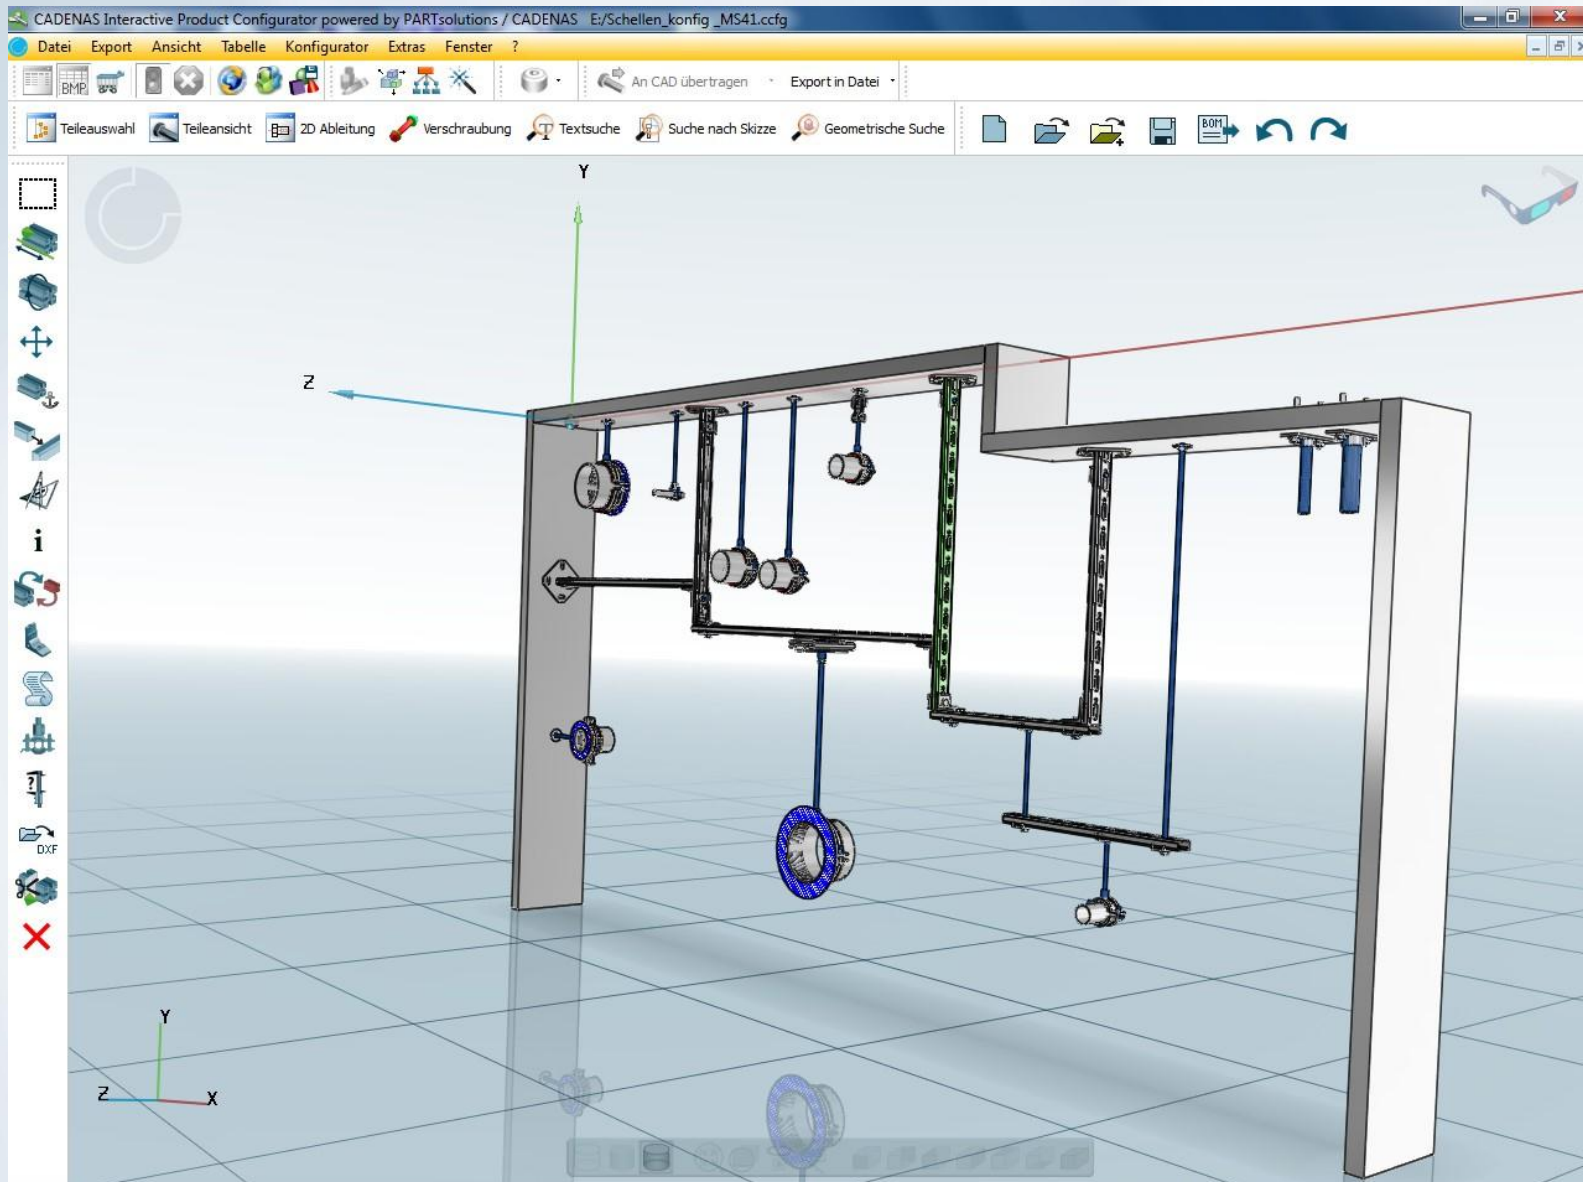 CADENAS Interactive Product Configurator powered by PARTsolutions / CADENAS E:/Schellen_konfig _MS41.ccfg
Datei Export Ansicht Tabelle Konfigurator Extras Fenster ?
BMP An CAD übertragen Export in Datei
Teileauswahl Teileansicht 2D Ableitung Verschraubung Textsuche Suche nach Skizze Geometrische Suche BOM
Y
Z
i
?
DXF
Y
Z
X